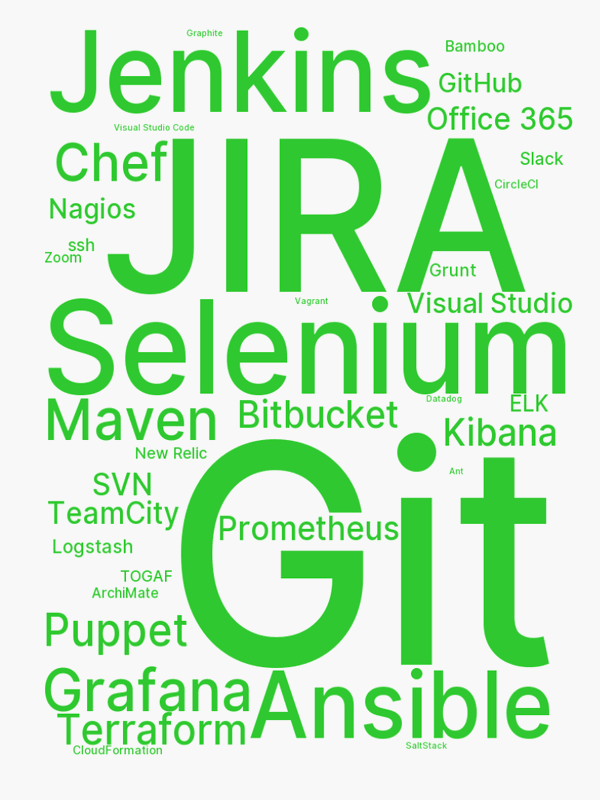 Graphite
Jenkins
Bamboo
GitHub
Office 365
Visual Studio Code
Chef
JIRA
Slack
CircleCI
Nagios
ssh
Zoom
Grunt
Vagrant
Visual Studio
Selenium
Datadog
ELK
Maven
Bitbucket
Kibana
New Relic
Ant
SVN
TeamCity
Git
Prometheus
Logstash
TOGAF
ArchiMate
Puppet
Grafana
Ansible
Terraform
SaltStack
CloudFormation